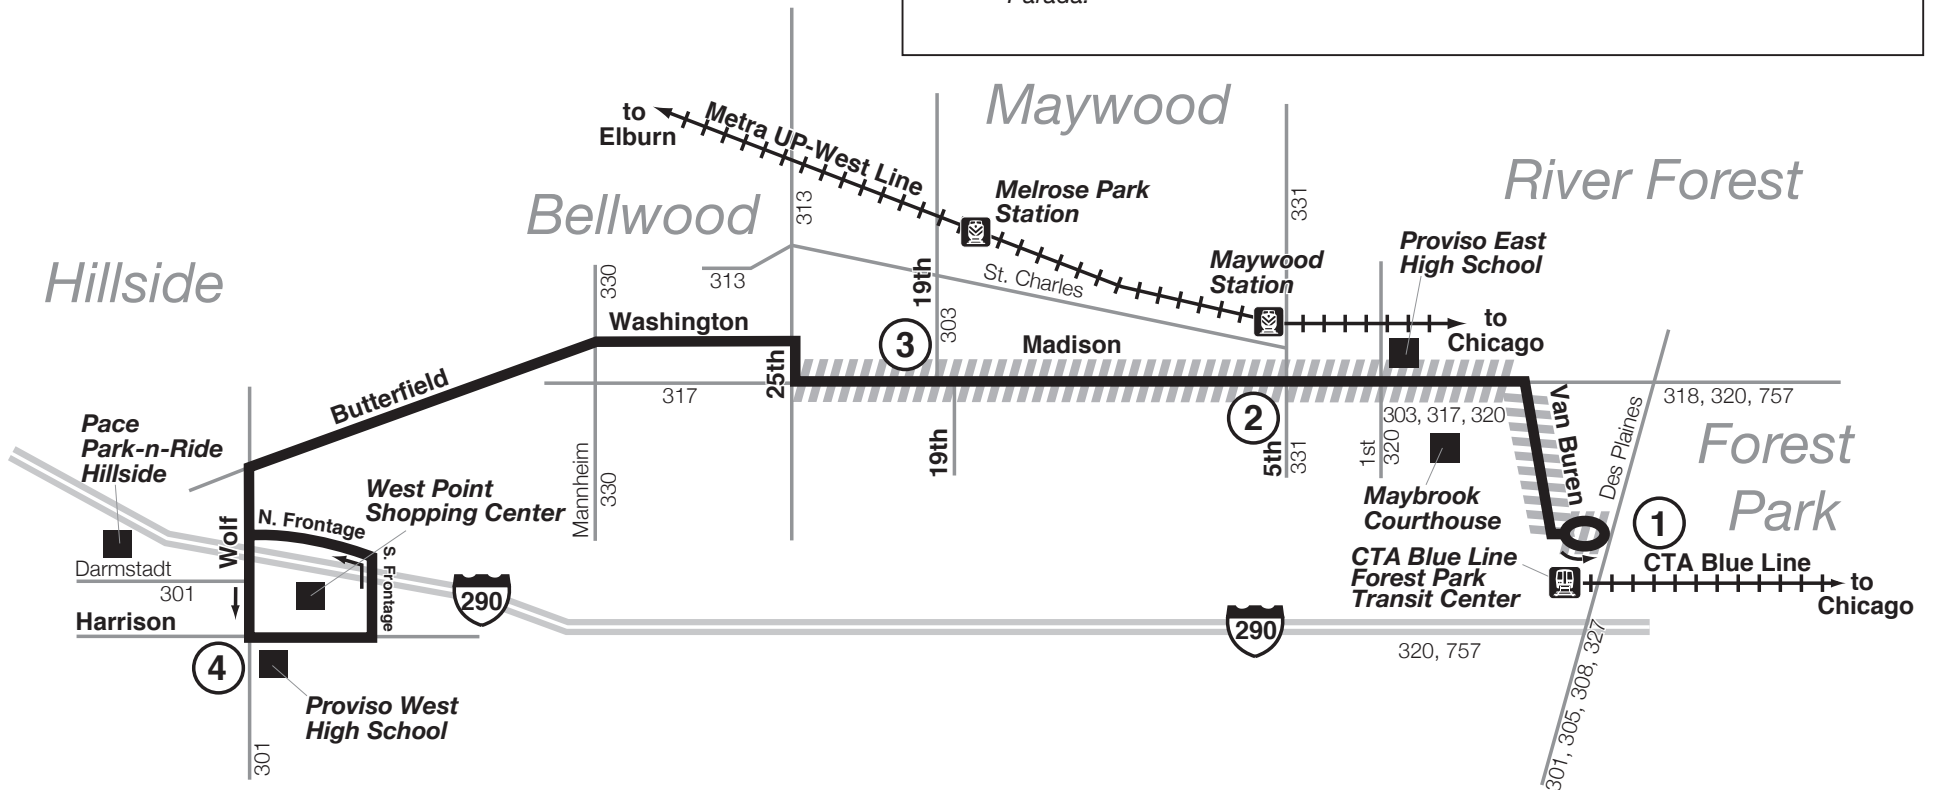 Parada.
Maywood
River Forest
Bellwood
Hillside
Forest
Park
to
Elburn
Metra UP-West Line
Melrose Park
Station
Maywood
Station
Proviso East
High School
to
Chicago
313
313
331
330
19th
303
St. Charles
Washington
3
Madison
25th
317
Butterfield
2
303, 317, 320
318, 320, 757
Van Buren
Des Plaines
19th
5th
331
1st
320
Mannheim
330
Pace
Park-n-Ride
Hillside
West Point
Shopping Center
N. Frontage
S. Frontage
Wolf
Darmstadt
301
Harrison
4
Proviso West
High School
301
290
290
Maybrook
Courthouse
1
CTA Blue Line
Forest Park
Transit Center
CTA Blue Line
to
Chicago
320, 757
301, 305, 308, 327